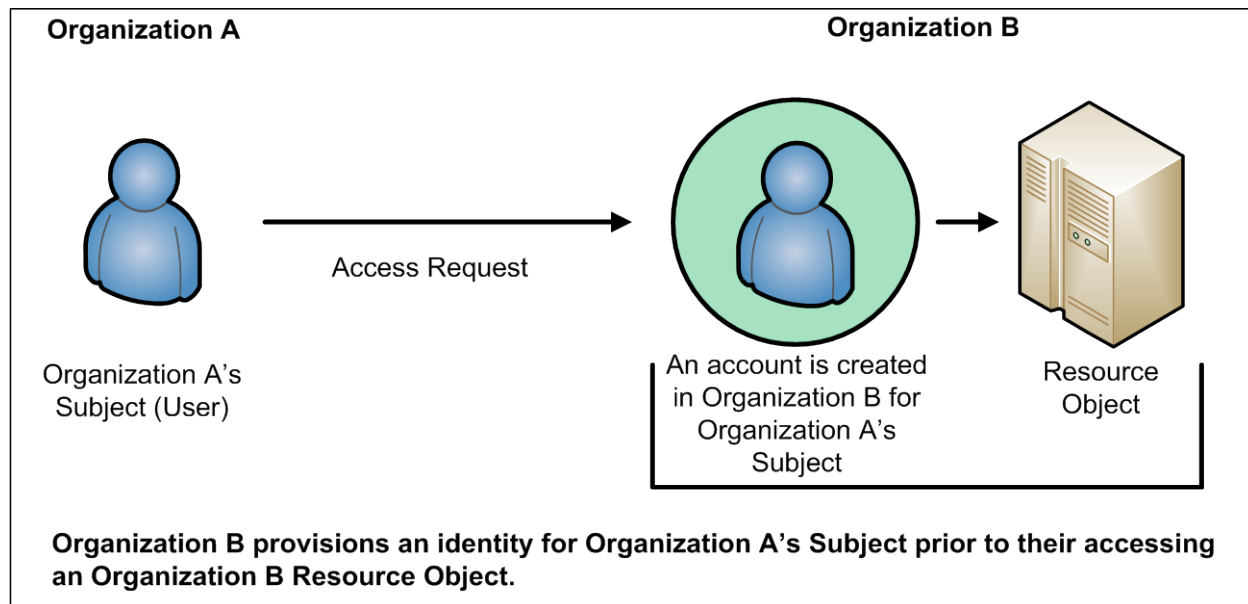 Organization A
Organization B
Access Request
Organization A’s
Subject (User)
An account is created
in Organization B for
Organization A’s
Subject
Resource
Object
Organization B provisions an identity for Organization A’s Subject prior to their accessing
an Organization B Resource Object.